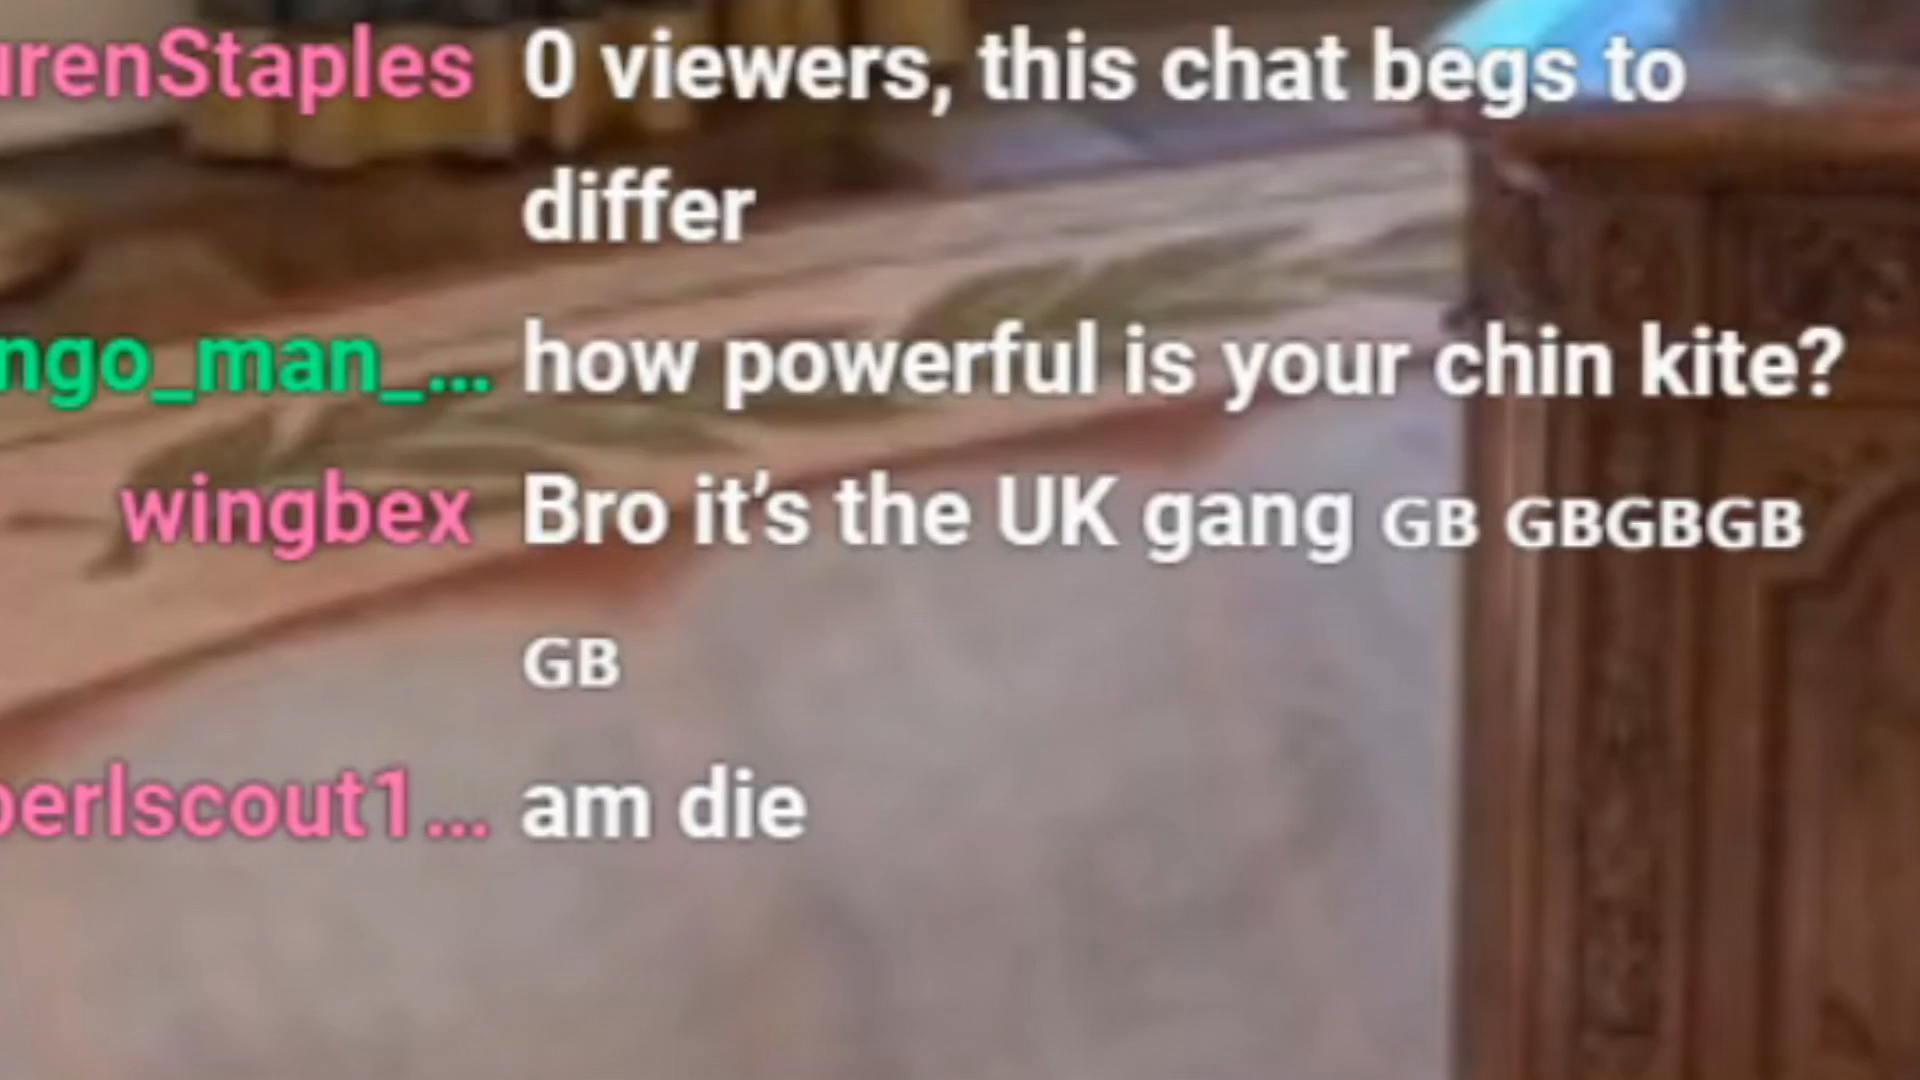 urenStaples 0 viewers, this chat begs to
differ
ngo_man_... how powerful is your chin kite?
wingbex Bro it’s the UK gang GB GBGBGB
GB
perlscout1... am die